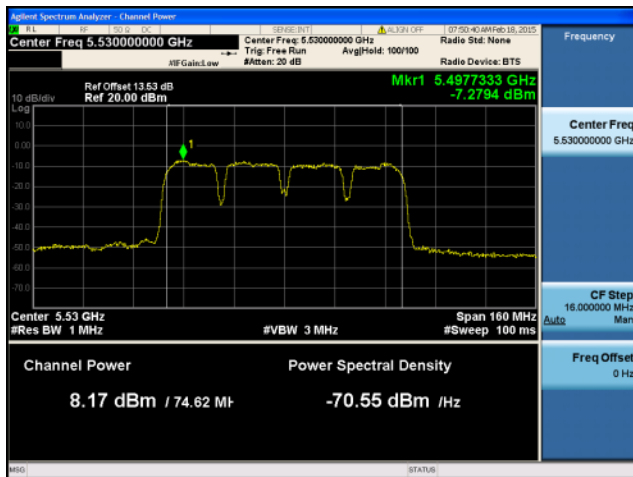 Agilent Spectrum Analyzer - Channel Power
RL RF 50 Ω DC SENSE:INT ALIGN OFF 07:50:40 AM Feb 18, 2015
Center Freq 5.530000000 GHz
Center Freq: 5.530000000 GHz
Radio Std: None
Trig: Free Run Avg|Hold: 100/100
#IFGain:Low #Atten: 20 dB Radio Device: BTS
Mkr1 5.4977333 GHz
-7.2794 dBm
Ref Offset 13.53 dB
10 dB/div Ref 20.00 dBm
Log
10.0
0.00
-10.0
-20.0
-30.0
-40.0
-50.0
-60.0
-70.0
1
Center 5.53 GHz Span 160 MHz
#Res BW 1 MHz #VBW 3 MHz #Sweep 100 ms
Channel Power Power Spectral Density
8.17 dBm / 74.62 MH -70.55 dBm /Hz
MSG STATUS
Frequency
Center Freq
5.530000000 GHz
CF Step
16.000000 MHz
Auto Man
Freq Offset
0 Hz